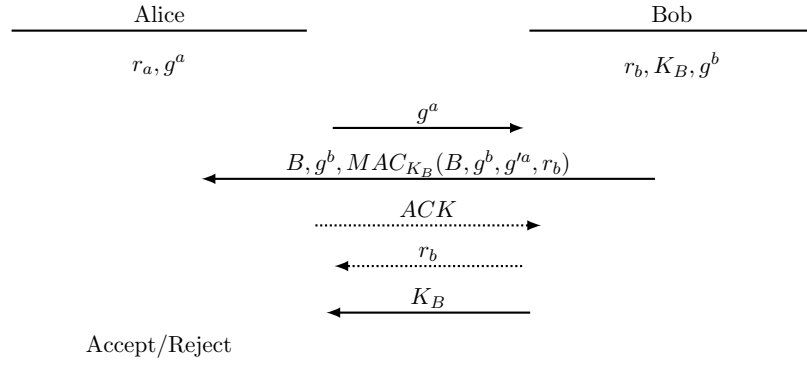 Alice Bob
r_a, g^a r_b, K_B, g^b
g^a
B, g^b, MAC_{K_B}(B, g^b, g'^a, r_b)
ACK
r_b
K_B
Accept/Reject